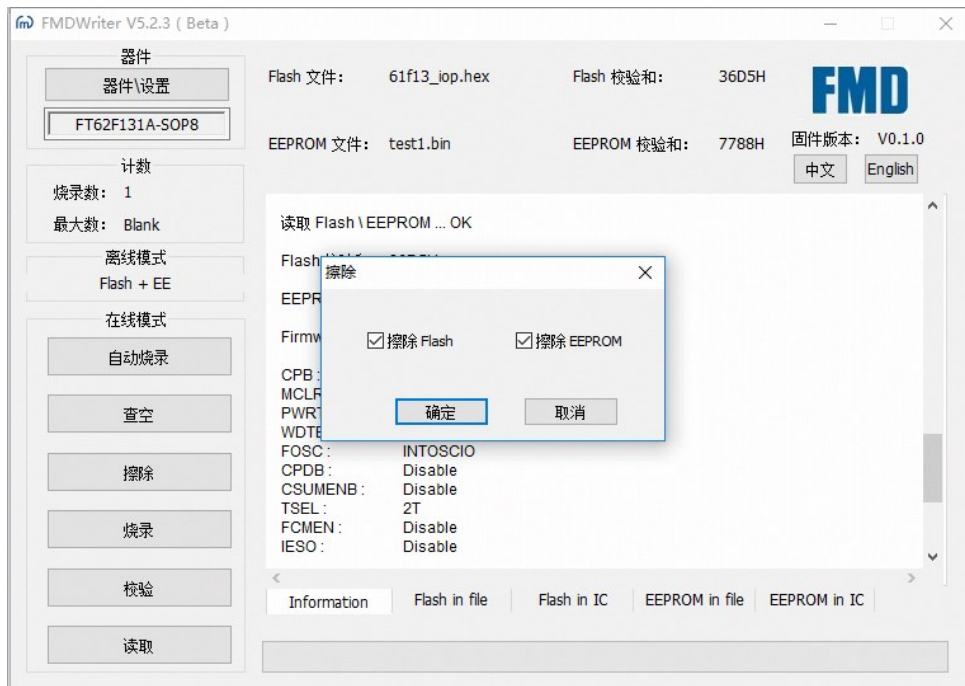 FMDWriter V5.2.3 ( Beta )
器件
器件\设置
FT62F131A-SOP8
计数
烧录数： 1
最大数： Blank
离线模式
Flash + EE
在线模式
自动烧录
查空
擦除
烧录
校验
读取
Flash 文件： 61f13_iop.hex Flash 校验和： 36D5H
EEPROM 文件： test1.bin EEPROM 校验和： 7788H
FMD
固件版本： V0.1.0
中文 English
读取 Flash \ EEPROM ... OK
Flash
EEPR
Firmw
CPB :
MCLR
PWRT
WDTE
FOSC : INTOSCIO
CPDB : Disable
CSUMENB : Disable
TSEL : 2T
FCMEN : Disable
IESO : Disable
擦除
擦除 Flash 擦除 EEPROM
确定 取消
Information Flash in file Flash in IC EEPROM in file EEPROM in IC